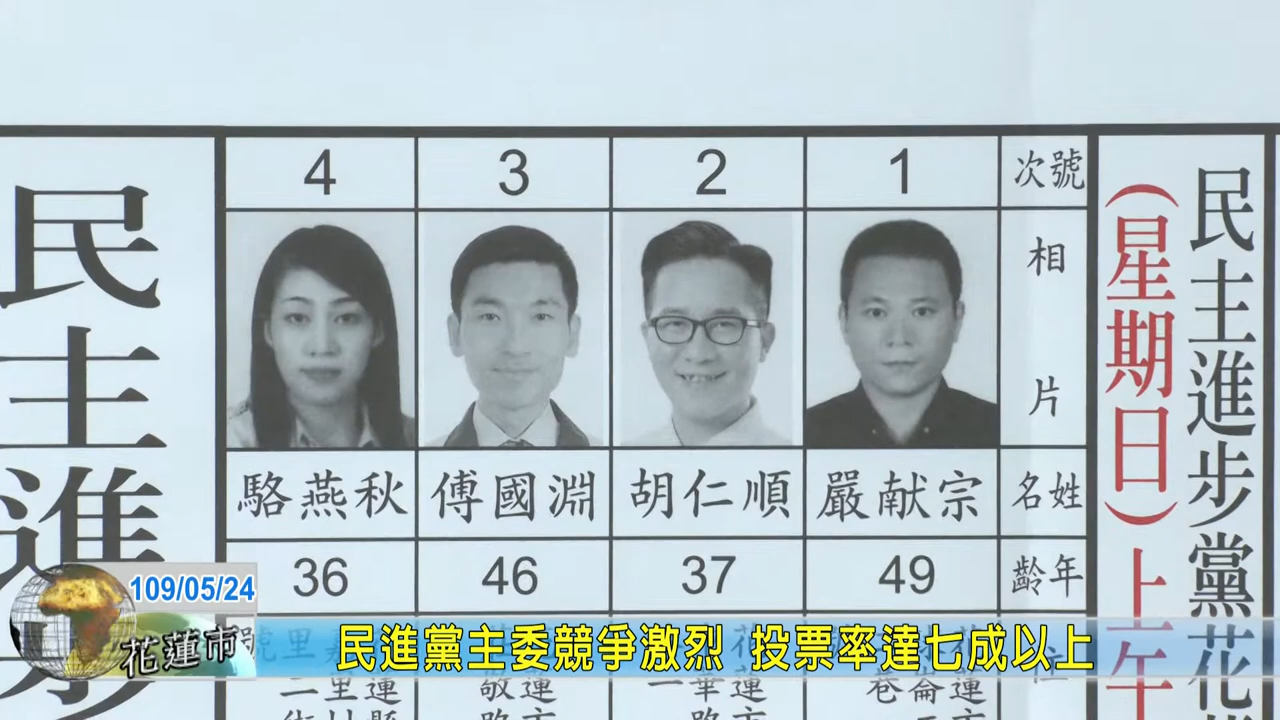 民主進步黨花
(星期日)上午
號次
1
2
3
4
相片
姓名
嚴献宗
胡仁順
傅國淵
駱燕秋
年齡
49
37
46
36
民主進步
109/05/24
花蓮市
民進黨主委競爭激烈 投票率達七成以上